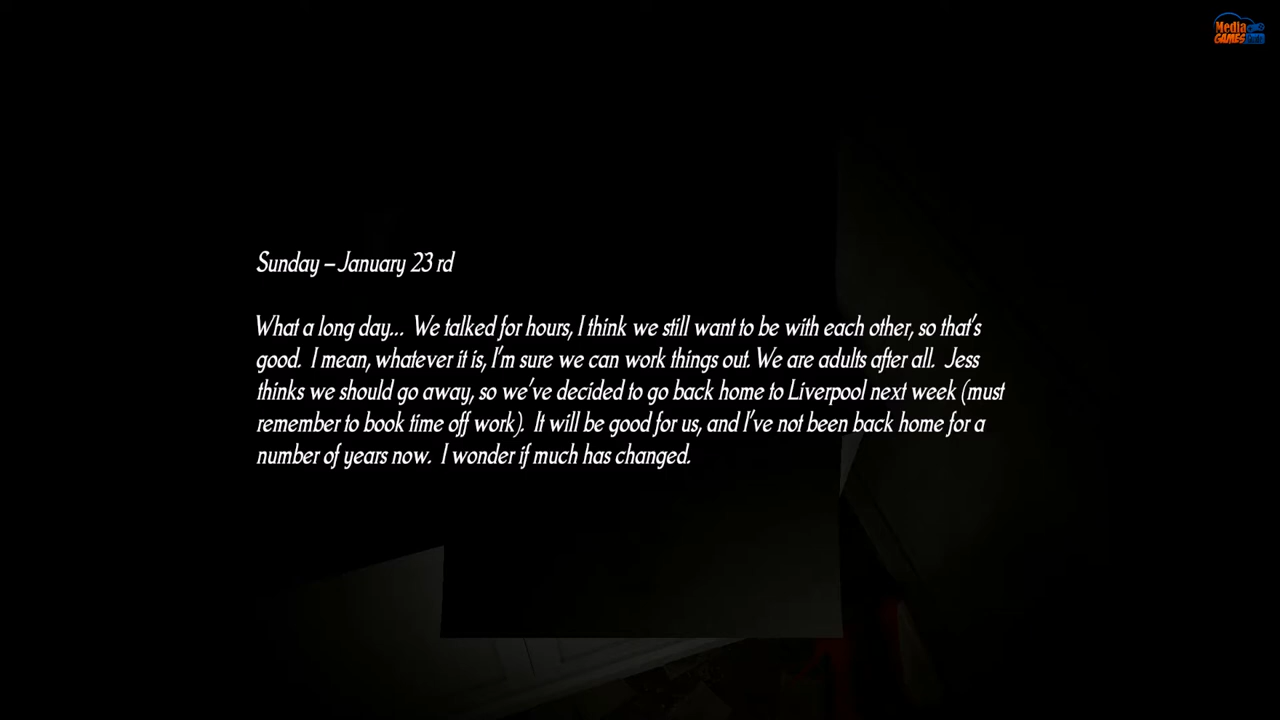 Media
GAMES
Sunday – January 23 rd
What a long day... We talked for hours, I think we still want to be with each other, so that's
good. I mean, whatever it is, I'm sure we can work things out. We are adults after all. Jess
thinks we should go away, so we've decided to go back home to Liverpool next week (must
remember to book time off work). It will be good for us, and I've not been back home for a
number of years now. I wonder if much has changed.